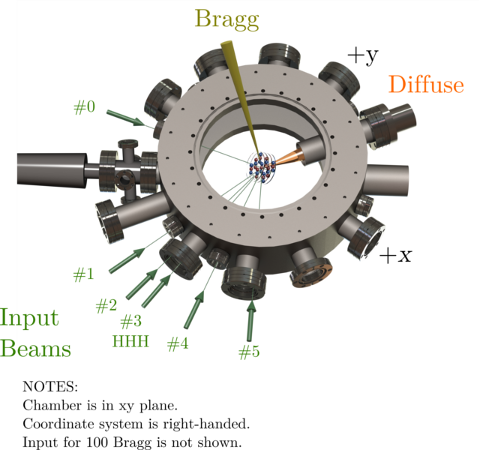 Bragg
+y
Diffuse
#0
+x
#1
#2
#3
HHH
#4
#5
Input
Beams
NOTES:
Chamber is in xy plane.
Coordinate system is right-handed.
Input for 100 Bragg is not shown.